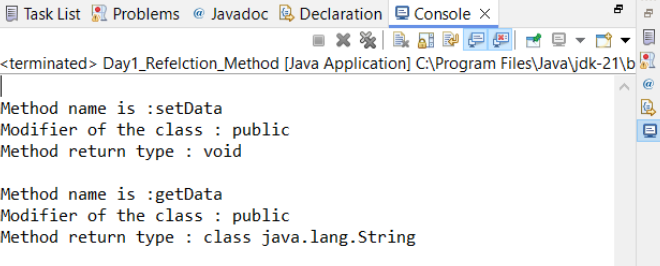 Task List Problems @ Javadoc Declaration Console
<terminated> Day1_Refelction_Method [Java Application] C:\Program Files\Java\jdk-21\b
Method name is :setData
Modifier of the class : public
Method return type : void
Method name is :getData
Modifier of the class : public
Method return type : class java.lang.String